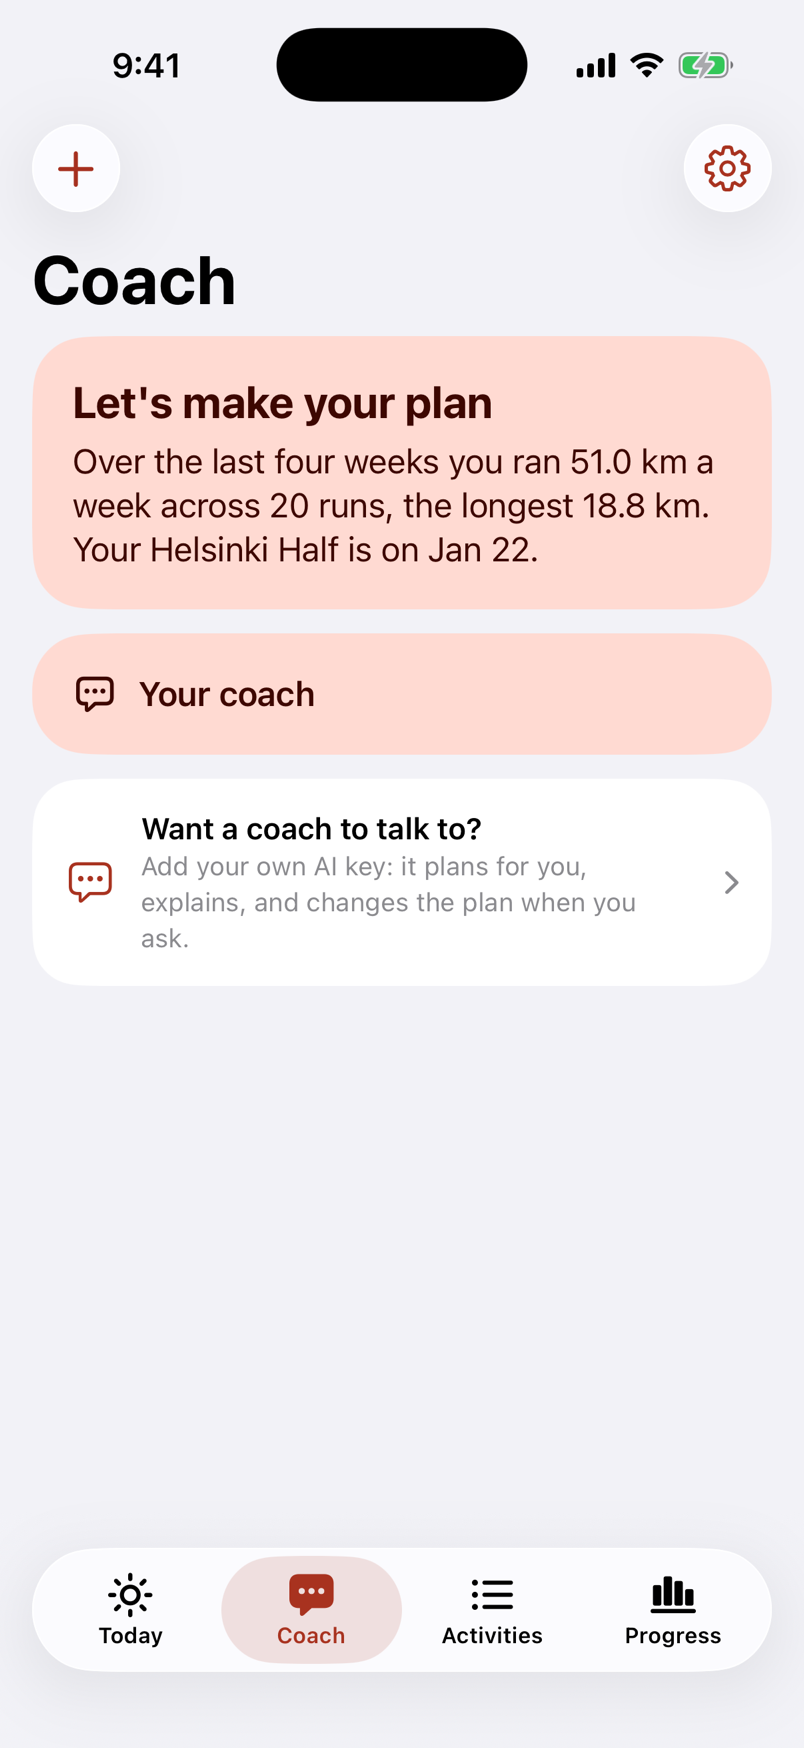 9:41
Coach
Let's make your plan
Over the last four weeks you ran 51.0 km a
week across 20 runs, the longest 18.8 km.
Your Helsinki Half is on Jan 22.
Your coach
Want a coach to talk to?
Add your own AI key: it plans for you,
explains, and changes the plan when you
ask.
Today
Coach
Activities
Progress